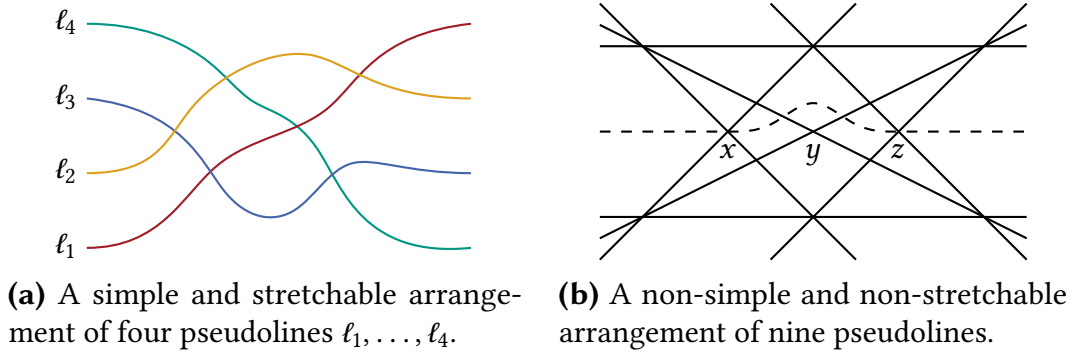 ℓ4
ℓ3
ℓ2
ℓ1
x y z
(a) A simple and stretchable arrange-
ment of four pseudolines ℓ1, . . . , ℓ4.
(b) A non-simple and non-stretchable
arrangement of nine pseudolines.